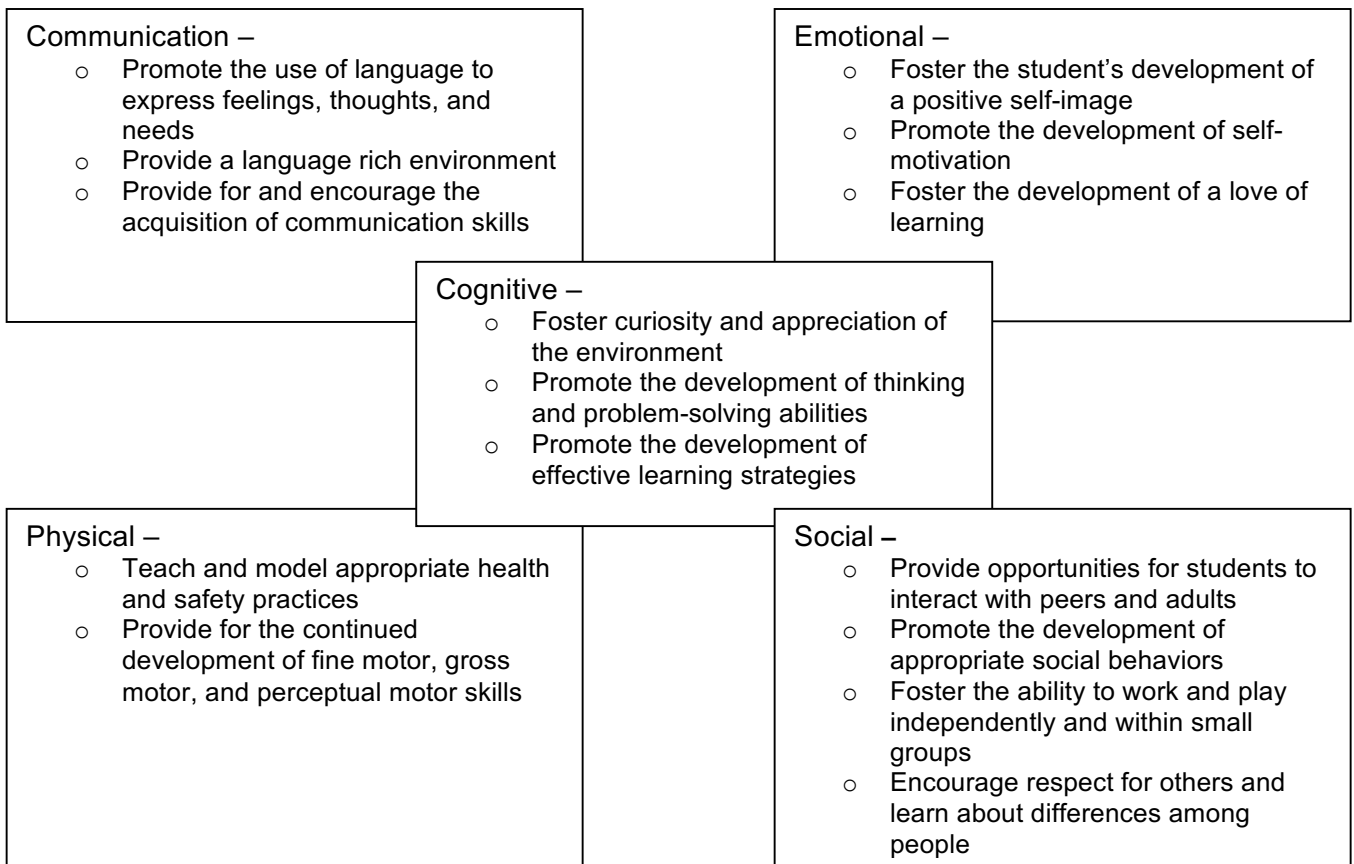 Communication –
o Promote the use of language to
express feelings, thoughts, and
needs
o Provide a language rich environment
o Provide for and encourage the
acquisition of communication skills
Emotional –
o Foster the student’s development of
a positive self-image
o Promote the development of self-
motivation
o Foster the development of a love of
learning
Cognitive –
o Foster curiosity and appreciation of
the environment
o Promote the development of thinking
and problem-solving abilities
o Promote the development of
effective learning strategies
Physical –
o Teach and model appropriate health
and safety practices
o Provide for the continued
development of fine motor, gross
motor, and perceptual motor skills
Social –
o Provide opportunities for students to
interact with peers and adults
o Promote the development of
appropriate social behaviors
o Foster the ability to work and play
independently and within small
groups
o Encourage respect for others and
learn about differences among
people